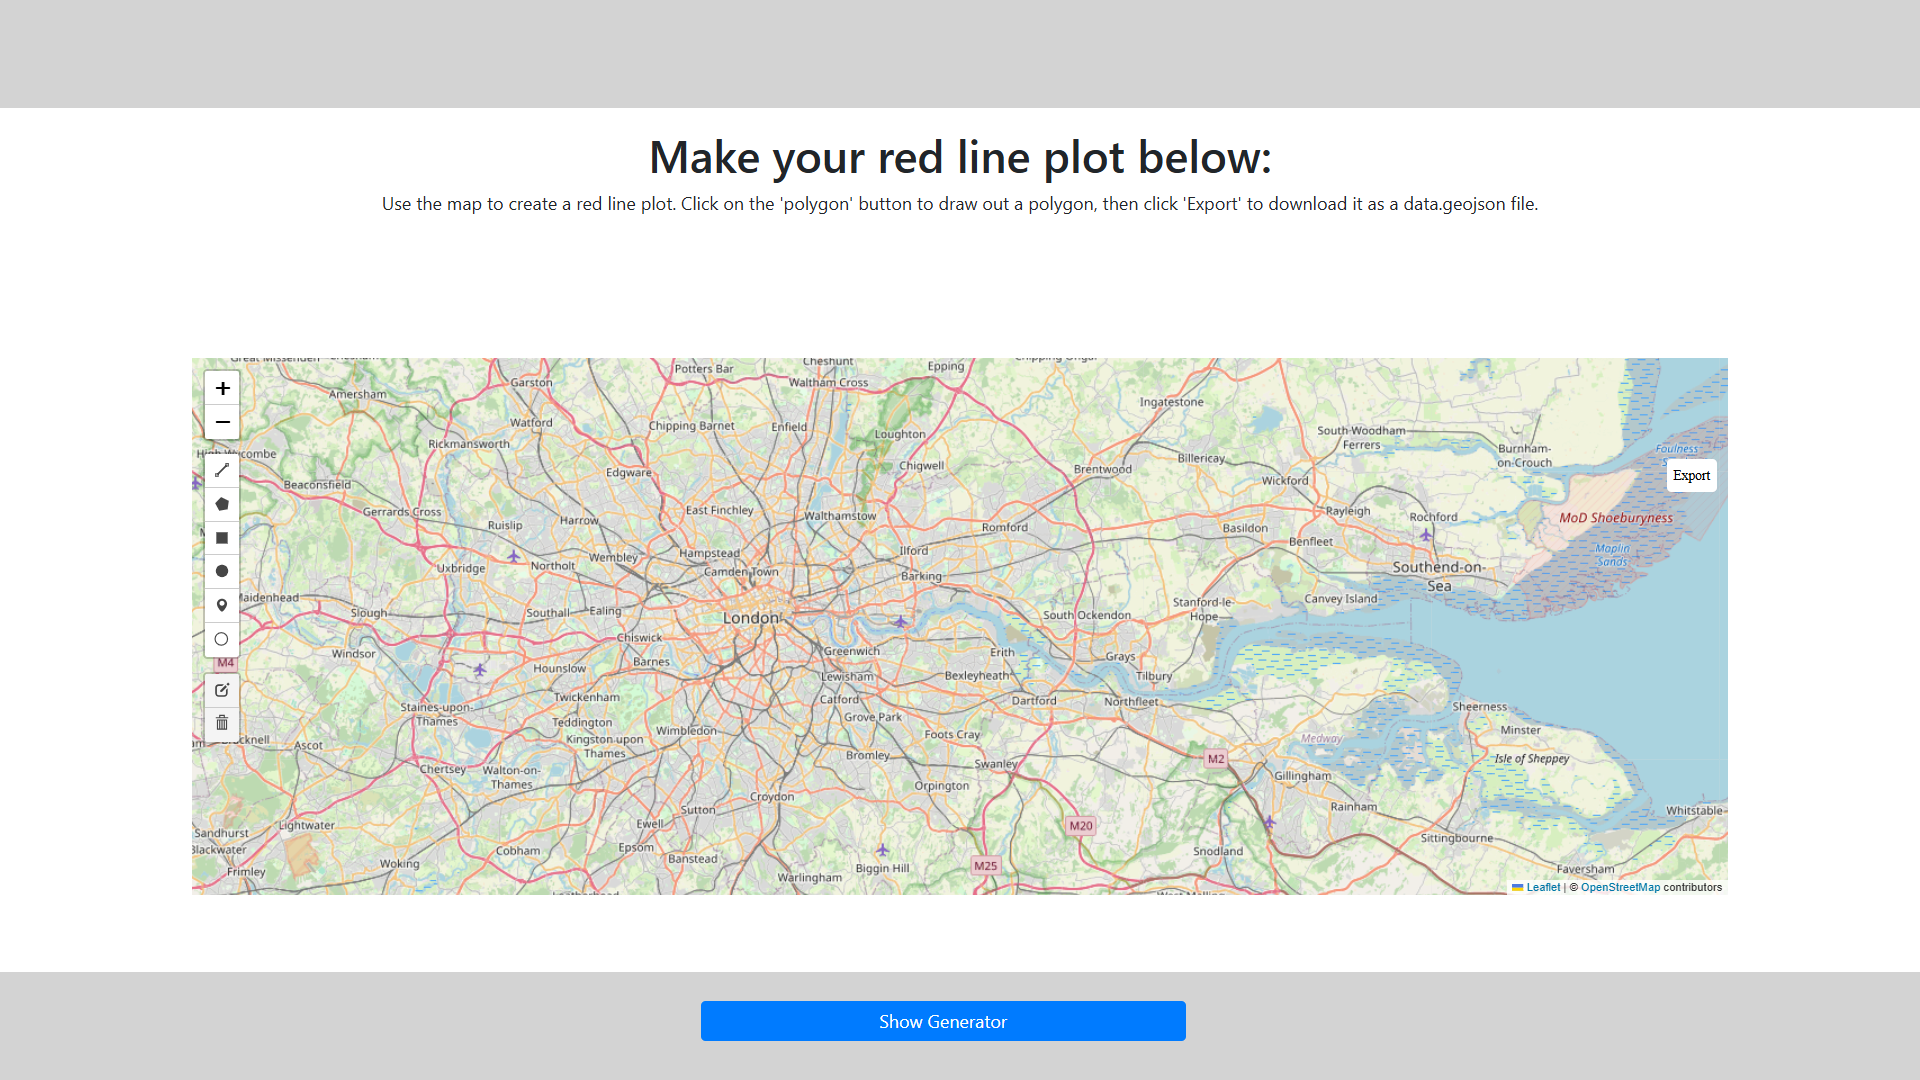 Make your red line plot below:
Use the map to create a red line plot. Click on the 'polygon' button to draw out a polygon, then click 'Export' to download it as a data.geojson file.
+
−
Export
Cheshunt
Epping
Potters Bar
Waltham Cross
Garston
Amersham
Ingatestone
Watford
Chipping Barnet
Enfield
Loughton
South Woodham Ferrers
Rickmansworth
Burnham-on-Crouch
Foulness
Edgware
Chigwell
Brentwood
Billericay
Wickford
Beaconsfield
Gerrards Cross
East Finchley
Walthamstow
Rayleigh
Rochford
MoD Shoeburyness
Ruislip
Harrow
Romford
Basildon
Benfleet
Wembley
Hampstead
Ilford
Maplin Sands
Uxbridge
Northolt
Camden Town
Barking
Southend-on-Sea
Maidenhead
Slough
Southall
Ealing
London
South Ockendon
Stanford-le-Hope
Canvey Island
Chiswick
Windsor
M4
Hounslow
Barnes
Greenwich
Erith
Grays
Lewisham
Bexleyheath
Tilbury
Twickenham
Catford
Dartford
Northfleet
Staines-upon-Thames
Teddington
Grove Park
Sheerness
Wimbledon
Foots Cray
Minster
Medway
Kingston upon Thames
Ascot
Bromley
Swanley
M2
Isle of Sheppey
Chertsey
Walton-on-Thames
Orpington
Gillingham
Croydon
Rainham
Whitstable
Sutton
Lightwater
Ewell
M20
Sandhurst
Sittingbourne
Blackwater
Cobham
Epsom
Banstead
Snodland
Woking
Biggin Hill
M25
Frimley
Warlingham
Faversham
Leaflet | © OpenStreetMap contributors
Show Generator